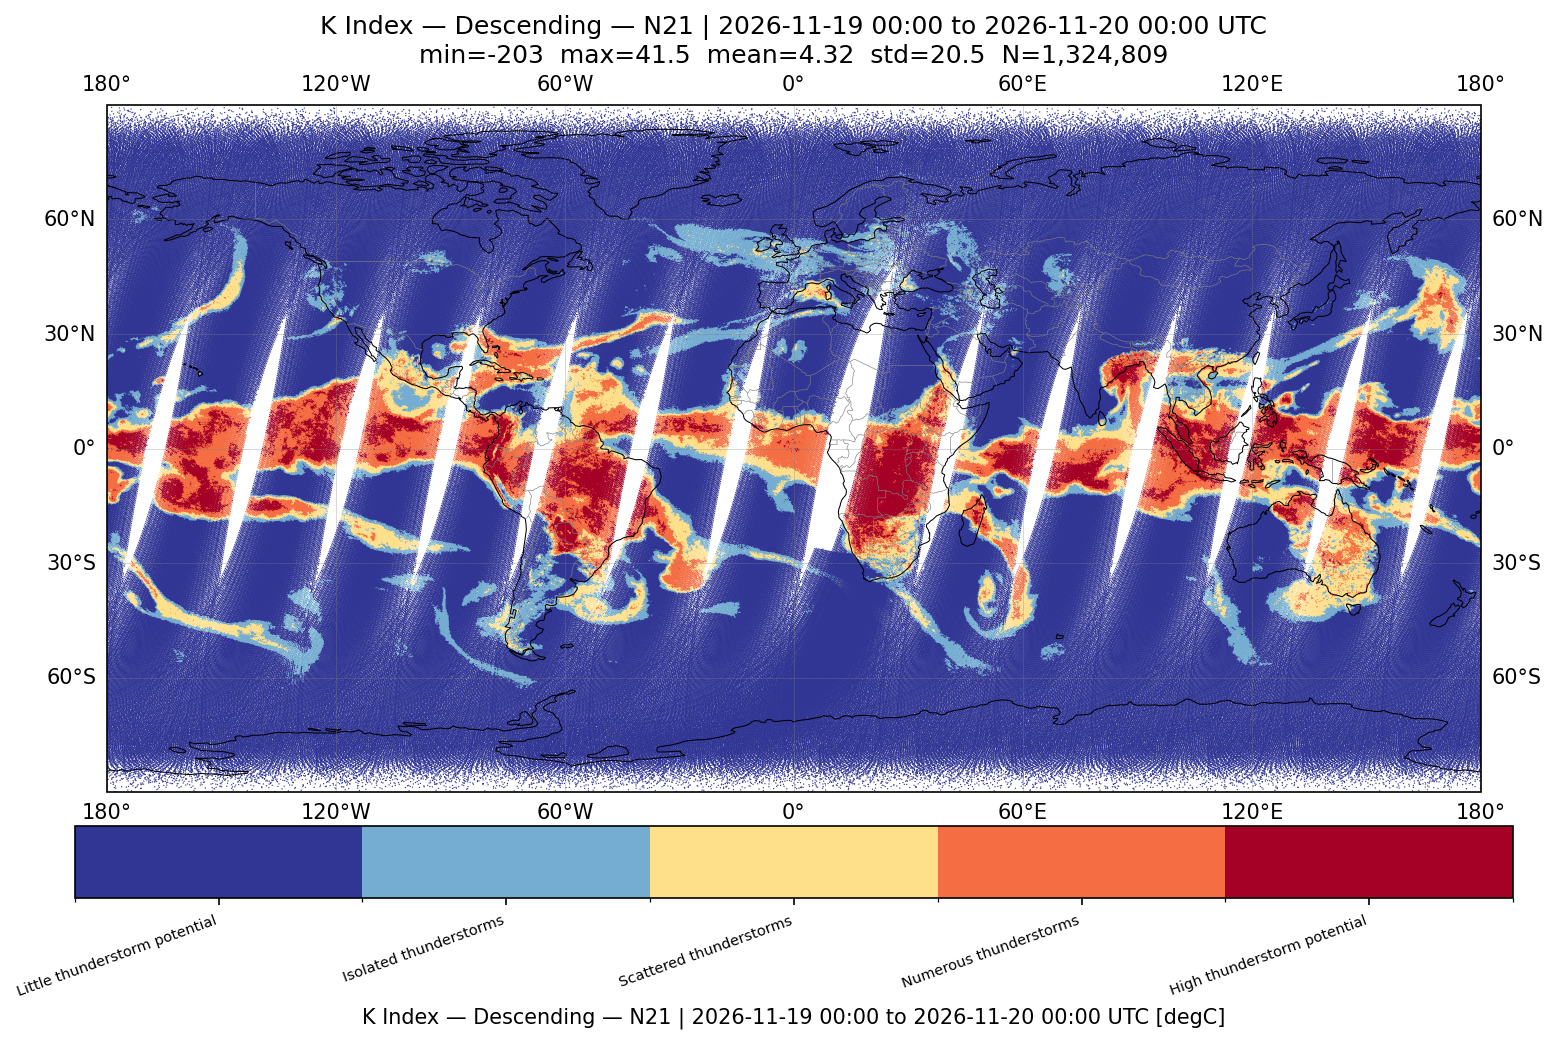 K Index — Descending — N21 | 2026-11-19 00:00 to 2026-11-20 00:00 UTC
min=-203  max=41.5  mean=4.32  std=20.5  N=1,324,809
180° 120°W 60°W 0° 60°E 120°E 180°
60°N 60°N
30°N 30°N
0° 0°
30°S 30°S
60°S 60°S
180° 120°W 60°W 0° 60°E 120°E 180°
Little thunderstorm potential
Isolated thunderstorms
Scattered thunderstorms
Numerous thunderstorms
High thunderstorm potential
K Index — Descending — N21 | 2026-11-19 00:00 to 2026-11-20 00:00 UTC [degC]